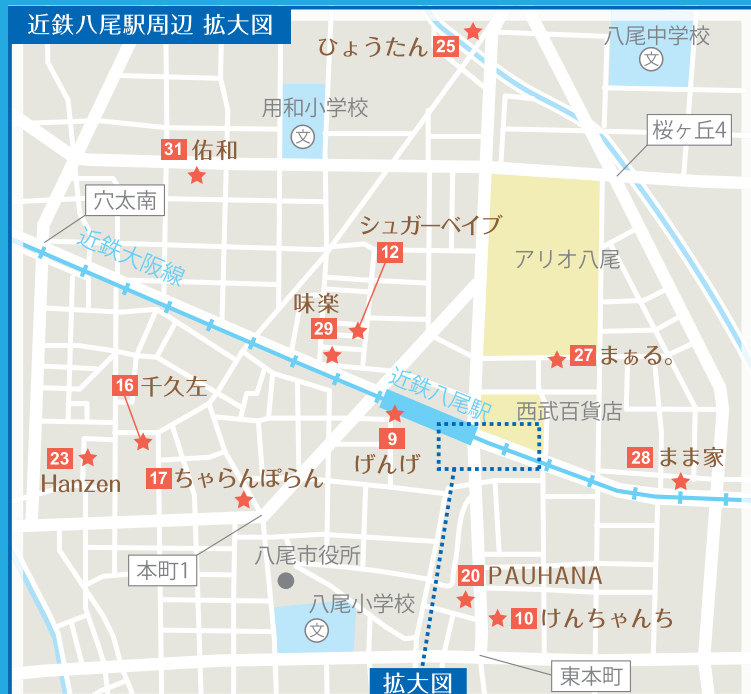 近鉄八尾駅周辺 拡大図
ひょうたん 25
八尾中学校
文
用和小学校
文
桜ヶ丘4
31 佑和
穴太南
シュガーベイブ
12
近鉄大阪線
アリオ八尾
味楽
29
27 まぁる。
16 千久左
近鉄八尾駅
西武百貨店
9
げんげ
23
Hanzen
17 ちゃらんぽらん
28 まま家
本町1
八尾市役所
20 PAUHANA
八尾小学校
文
10 けんちゃんち
東本町
拡大図